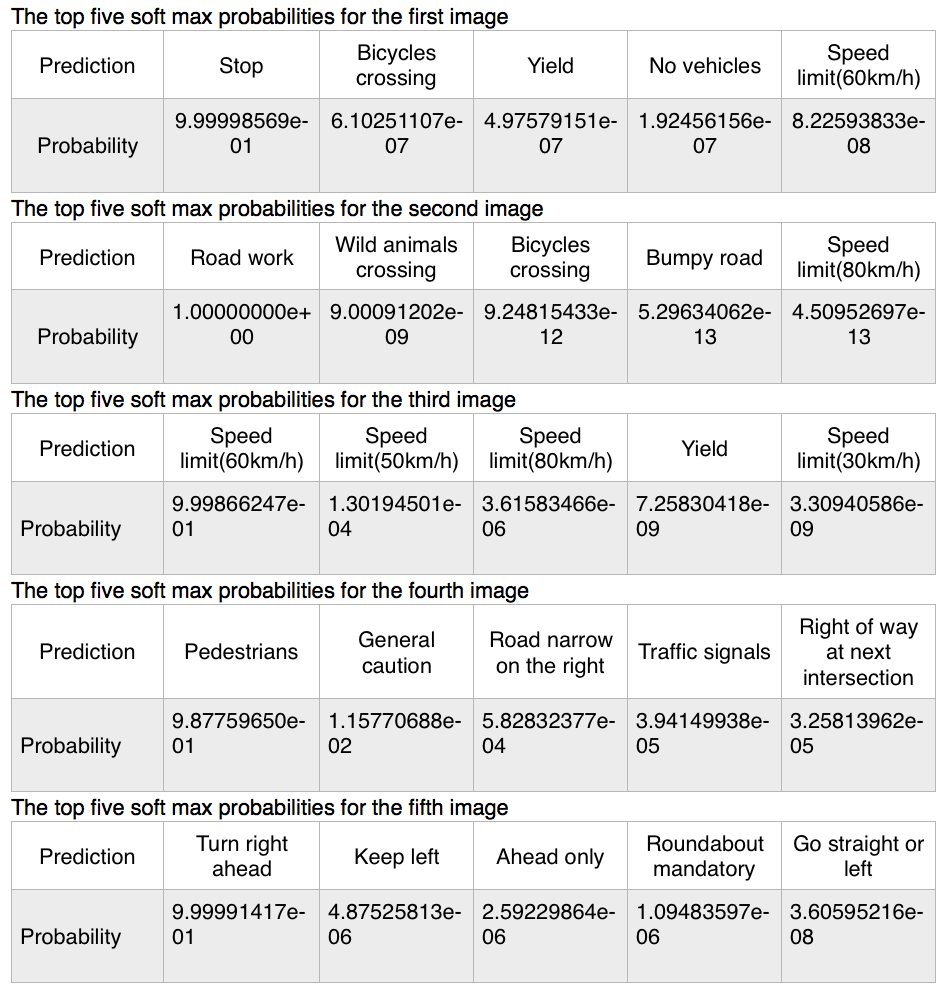 The top five soft max probabilities for the first image
Prediction
Stop
Bicycles
crossing
Yield
No vehicles
Speed
limit(60km/h)
Probability
9.99998569e-
01
6.10251107e-
07
4.97579151e-
07
1.92456156e-
07
8.22593833e-
08
The top five soft max probabilities for the second image
Prediction
Road work
Wild animals
crossing
Bicycles
crossing
Bumpy road
Speed
limit(80km/h)
Probability
1.00000000e+
00
9.00091202e-
09
9.24815433e-
12
5.29634062e-
13
4.50952697e-
13
The top five soft max probabilities for the third image
Prediction
Speed
limit(60km/h)
Speed
limit(50km/h)
Speed
limit(80km/h)
Yield
Speed
limit(30km/h)
Probability
9.99866247e-
01
1.30194501e-
04
3.61583466e-
06
7.25830418e-
09
3.30940586e-
09
The top five soft max probabilities for the fourth image
Prediction
Pedestrians
General
caution
Road narrow
on the right
Traffic signals
Right of way
at next
intersection
Probability
9.87759650e-
01
1.15770688e-
02
5.82832377e-
04
3.94149938e-
05
3.25813962e-
05
The top five soft max probabilities for the fifth image
Prediction
Turn right
ahead
Keep left
Ahead only
Roundabout
mandatory
Go straight or
left
Probability
9.99991417e-
01
4.87525813e-
06
2.59229864e-
06
1.09483597e-
06
3.60595216e-
08